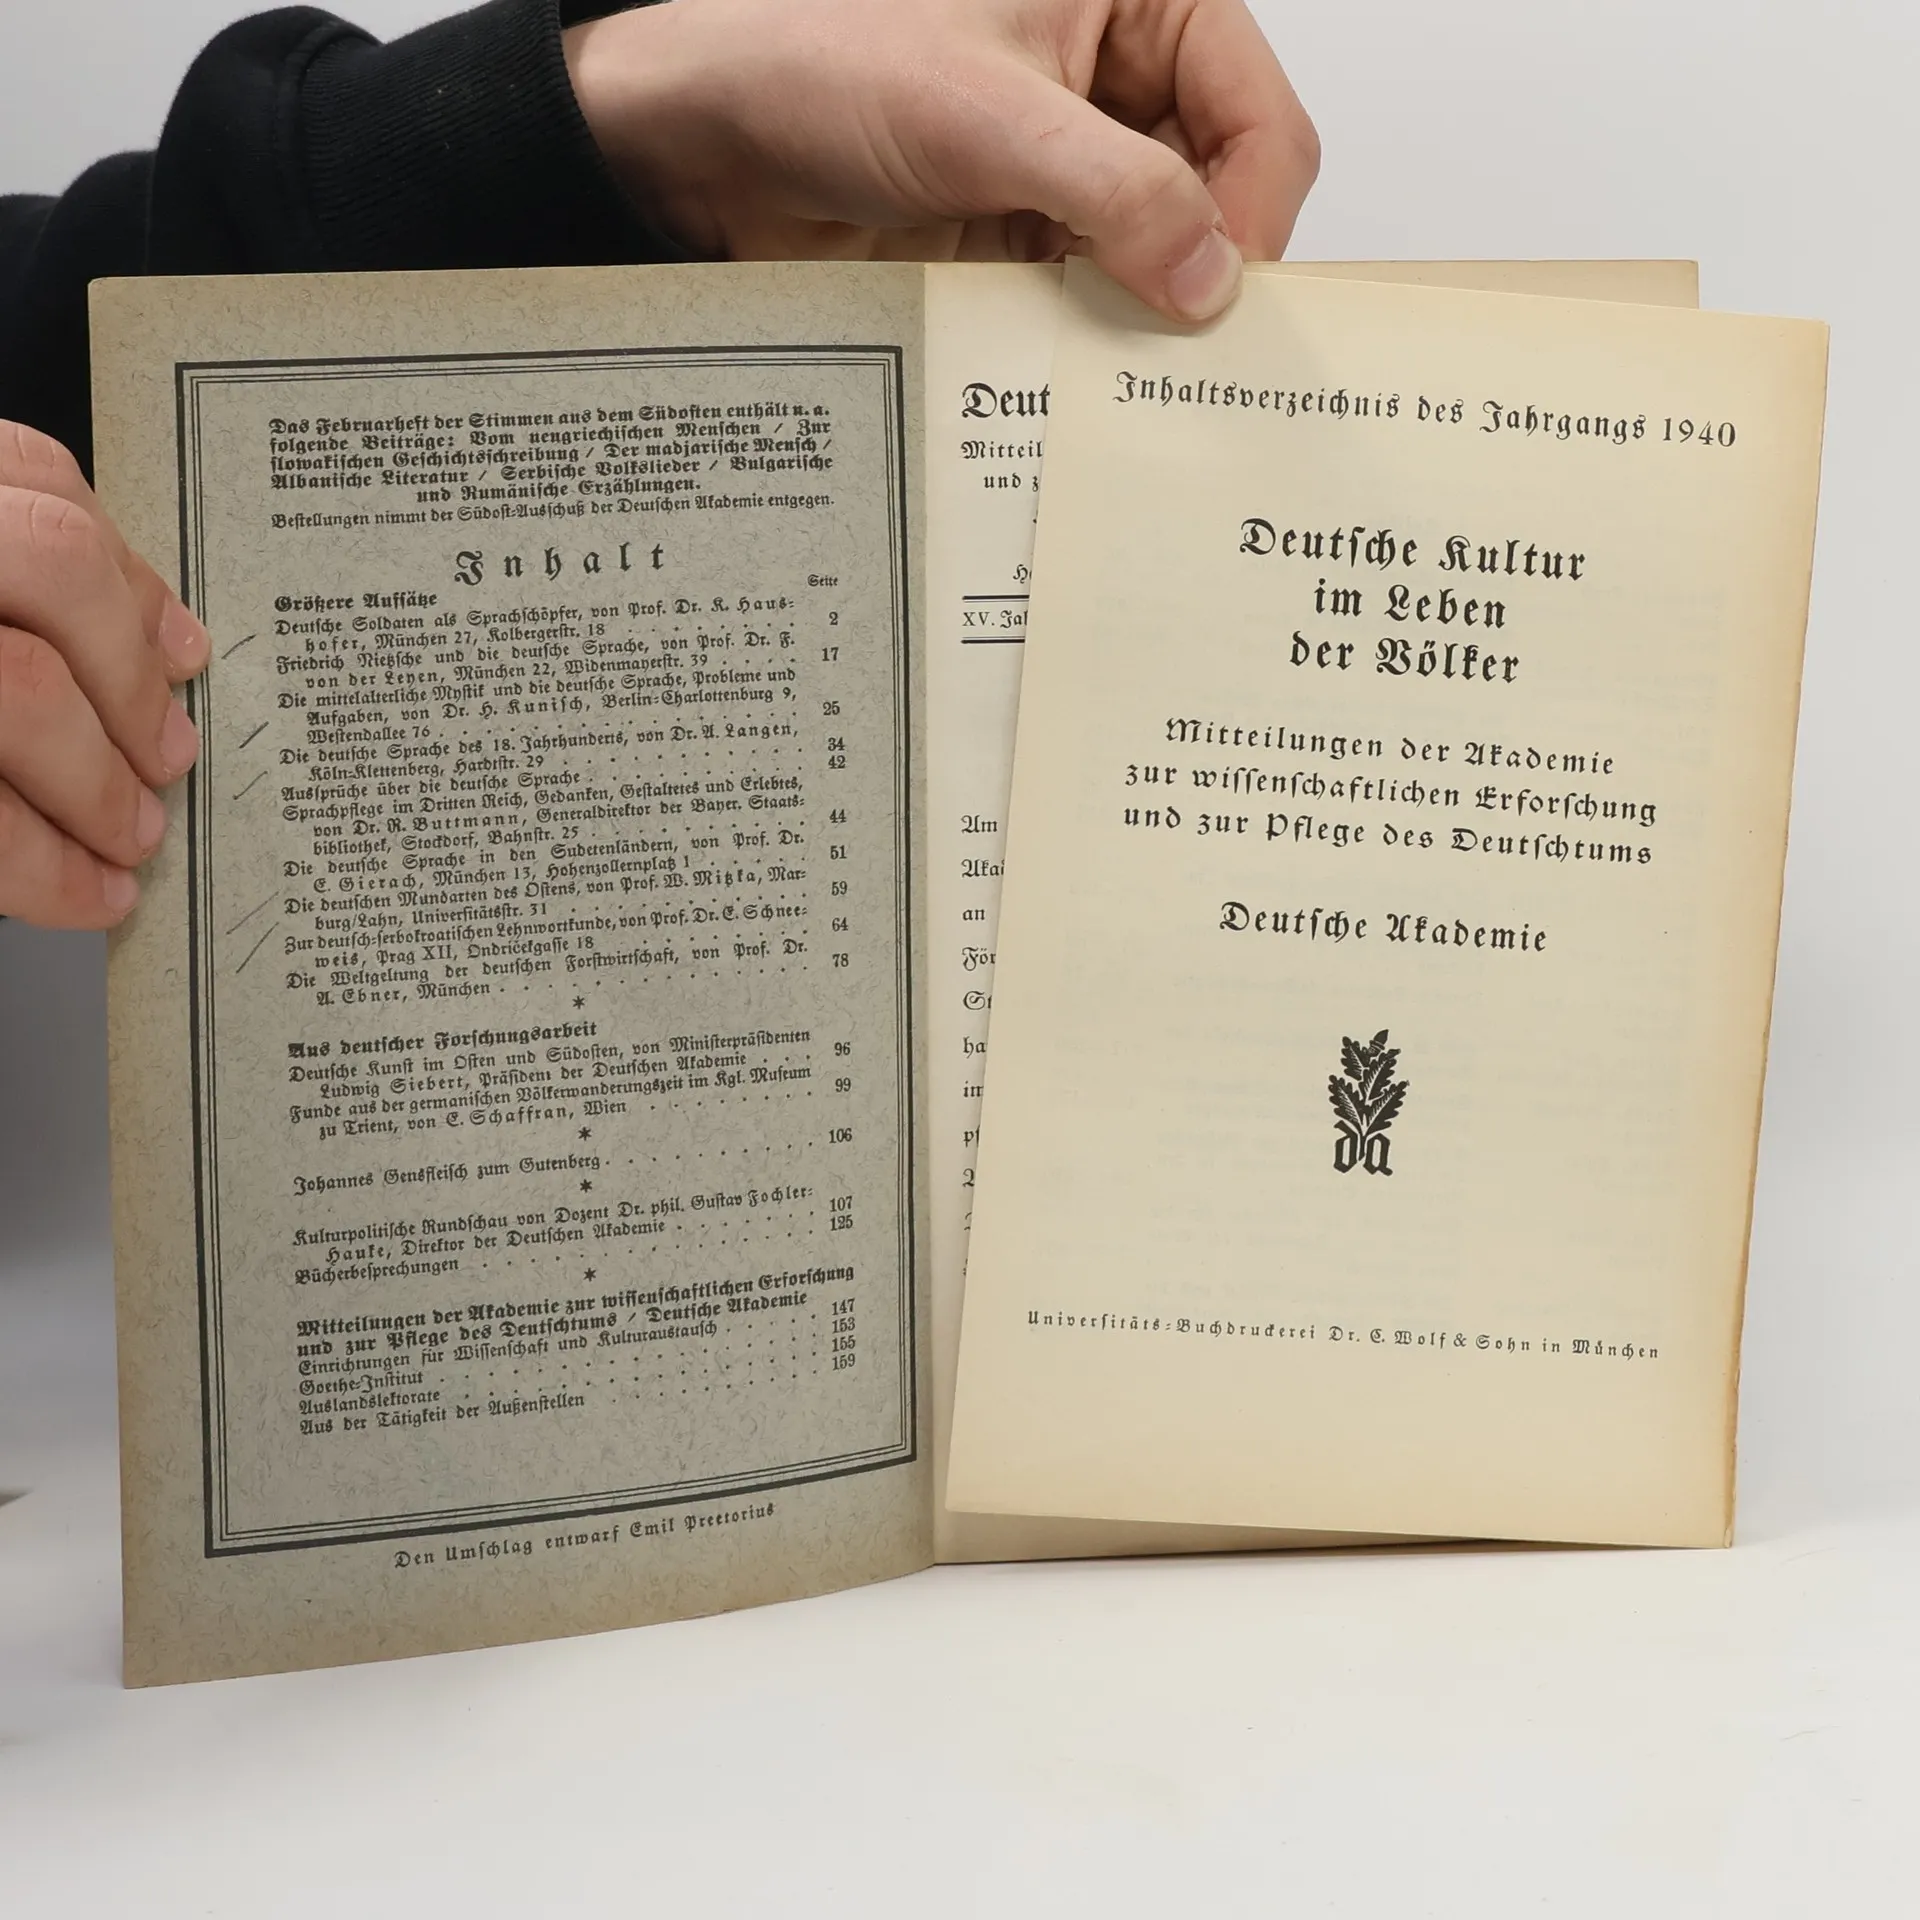 Das Februarheft der Stimmen aus dem Südosten enthält u. a.
folgende Beiträge: Vom neugriechischen Menschen / Zur
slowakischen Geschichtsschreibung / Der madjarische Mensch /
Albanische Literatur / Serbische Volkslieder / Bulgarische
und Rumänische Erzählungen.
Bestellungen nimmt der Südost-Ausschuß der Deutschen Akademie entgegen.
Inhalt
Seite
Größere Aufsätze
Deutsche Soldaten als Sprachschöpfer, von Prof. Dr. K. Haus-
hofer, München 27, Kolbergerstr. 18 . . . . . . . 2
Friedrich Nietzsche und die deutsche Sprache, von Prof. Dr. F.
von der Leyen, München 22, Widenmayerstr. 39 . . . . 17
Die mittelalterliche Mystik und die deutsche Sprache, Probleme und
Aufgaben, von Dr. H. Kunisch, Berlin-Charlottenburg 9,
Westendallee 76 . . . . . . . . . . . 25
Die deutsche Sprache des 18. Jahrhunderts, von Dr. A. Langen,
Köln-Klettenberg, Hardtstr. 29 . . . . . . . . 34
Aussprüche über die deutsche Sprache . . . . . . . 42
Sprachpflege im Dritten Reich, Gedanken, Gestaltetes und Erlebtes,
von Dr. R. Buttmann, Generaldirektor der Bayer. Staats-
bibliothek, Stockdorf, Bahnstr. 25 . . . . . . . 44
Die deutsche Sprache in den Sudetenländern, von Prof. Dr.
E. Gierach, München 13, Hohenzollernplatz 1 . . . . 51
Die deutschen Mundarten des Ostens, von Prof. W. Mitzka, Mar-
burg/Lahn, Universitätsstr. 31 . . . . . . . . 59
Zur deutsch-serbokroatischen Lehnwortkunde, von Prof. Dr. E. Schnee-
weis, Prag XII, Ondričekgasse 18 . . . . . . . 64
Die Weltgeltung der deutschen Forstwirtschaft, von Prof. Dr.
A. Ebner, München . . . . . . . . . . 78
*
Aus deutscher Forschungsarbeit
Deutsche Kunst im Osten und Südosten, von Ministerpräsidenten
Ludwig Siebert, Präsident der Deutschen Akademie . . . 96
Funde aus der germanischen Völkerwanderungszeit im Kgl. Museum
zu Trient, von E. Schaffran, Wien . . . . . . . 99
*
Johannes Gensfleisch zum Gutenberg . . . . . . . . 106
*
Kulturpolitische Rundschau von Dozent Dr. phil. Gustav Fochler-
Hauke, Direktor der Deutschen Akademie . . . . . . 107
Bücherbesprechungen . . . . . . . . . . . 125
*
Mitteilungen der Akademie zur wissenschaftlichen Erforschung
und zur Pflege des Deutschtums / Deutsche Akademie
Einrichtungen für Wissenschaft und Kulturaustausch . . . . 147
Goethe-Institut . . . . . . . . . . . . 153
Auslandslektorate . . . . . . . . . . . 155
Aus der Tätigkeit der Außenstellen . . . . . . . . 159
Den Umschlag entwarf Emil Preetorius
Deut
Mitteil
und z
XV. Ja
Am
Aka
an
För
St
ha
im
pf
Inhaltsverzeichnis des Jahrgangs 1940
Deutsche Kultur
im Leben
der Völker
Mitteilungen der Akademie
zur wissenschaftlichen Erforschung
und zur Pflege des Deutschtums
Deutsche Akademie
da
Universitäts-Buchdruckerei Dr. C. Wolf & Sohn in München